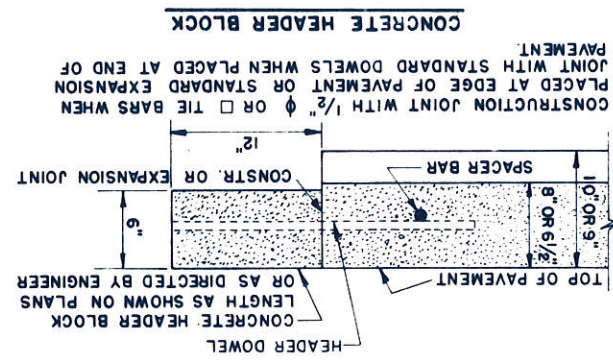 HEADER DOWEL
CONCRETE HEADER BLOCK
LENGTH AS SHOWN ON PLANS
OR AS DIRECTED BY ENGINEER
TOP OF PAVEMENT
6"
8" OR 6 1/2"
10" OR 9"
SPACER BAR
CONSTR. OR
EXPANSION JOINT
12"
CONSTRUCTION JOINT WITH 1/2" ϕ OR □ TIE BARS WHEN
PLACED AT EDGE OF PAVEMENT OR STANDARD EXPANSION
JOINT WITH STANDARD DOWELS WHEN PLACED AT END OF
PAVEMENT.
CONCRETE HEADER BLOCK